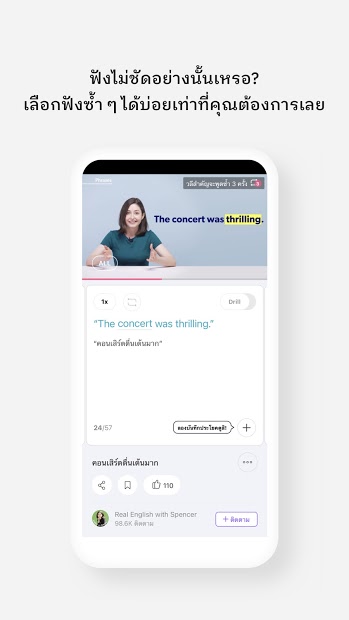 ฟังไม่ชัดอย่างนั้นเหรอ?
เลือกฟังซ้ำ ๆ ได้บ่อยเท่าที่คุณต้องการเลย
วลีสำคัญจะพูดซ้ำ 3 ครั้ง
The concert was thrilling.
ALL
1x
Drill
“The concert was thrilling.”
“คอนเสิร์ตตื่นเต้นมาก”
24/57
ลองบันทึกประโยคดูสิ!
คอนเสิร์ตตื่นเต้นมาก
110
Real English with Spencer
98.6K ติดตาม
+ ติดตาม